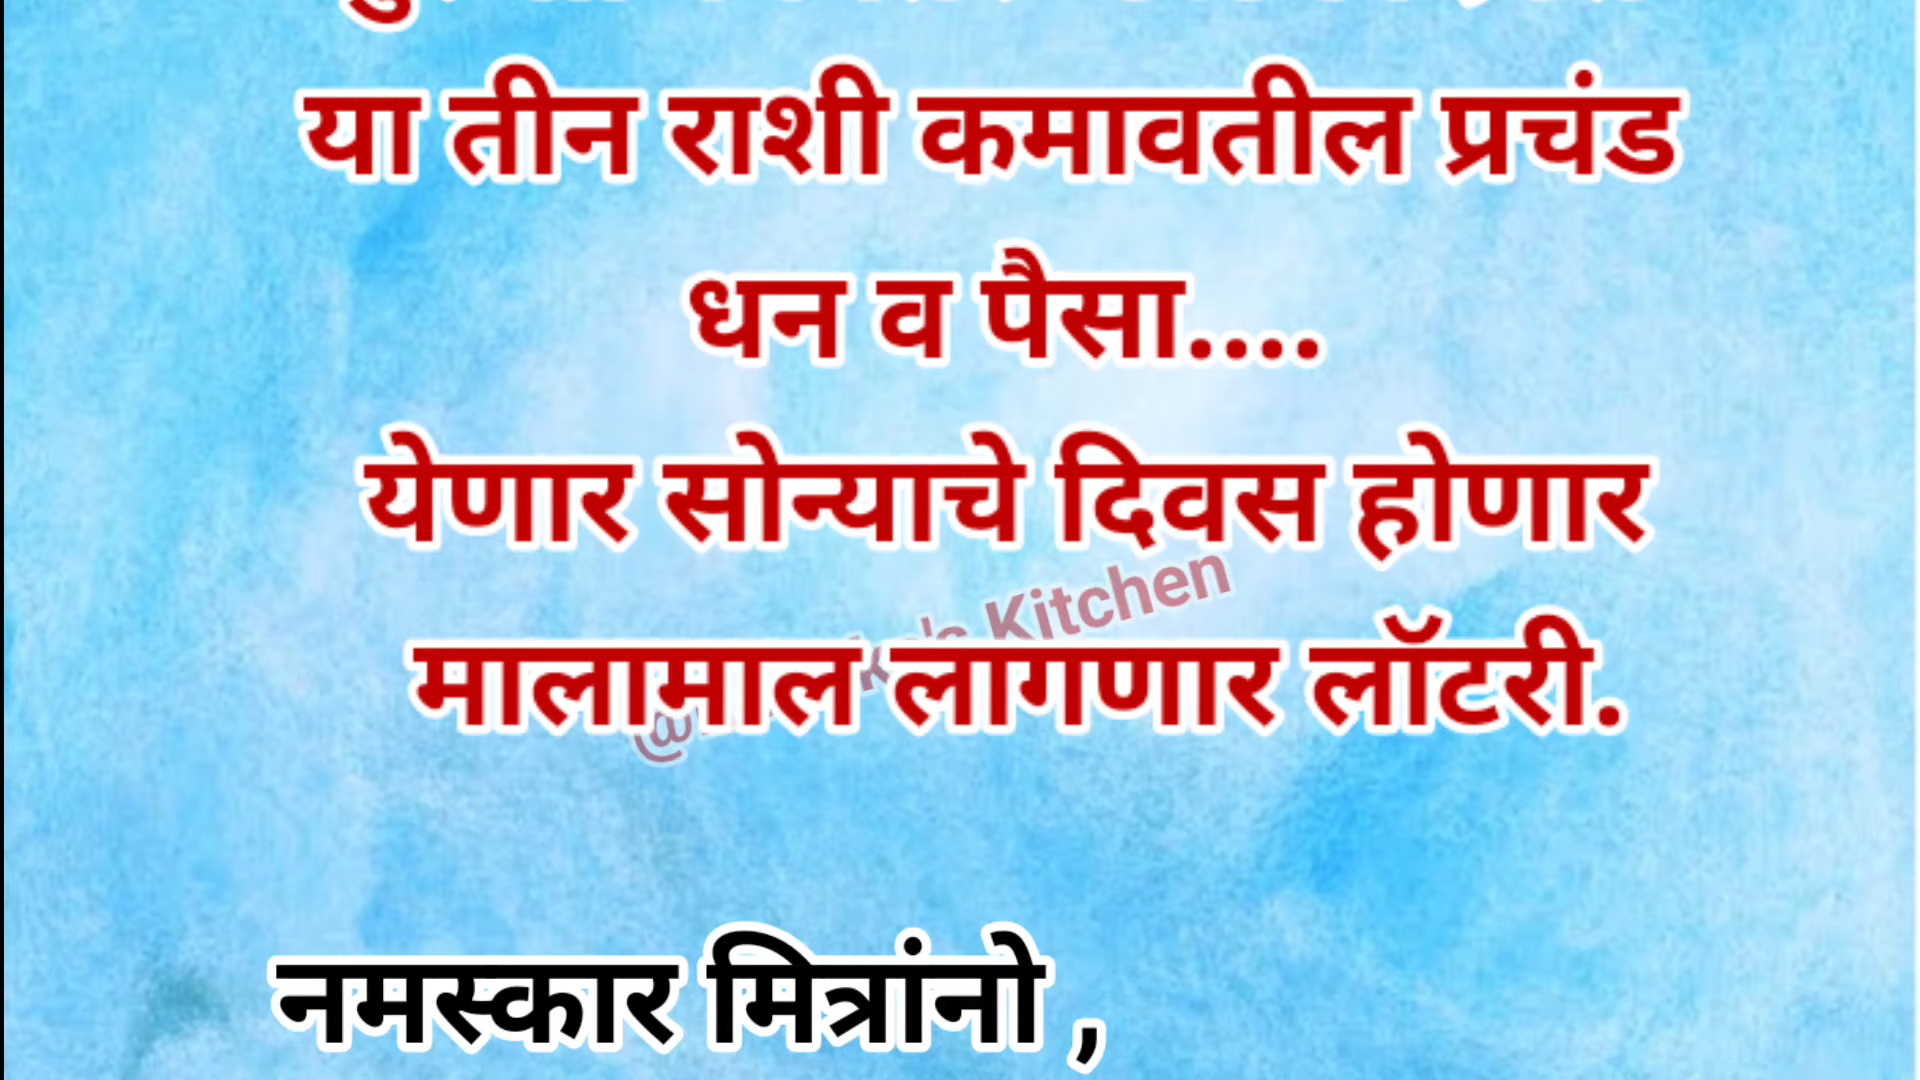 या तीन राशी कमावतील प्रचंड
धन व पैसा....
येणार सोन्याचे दिवस होणार
Kitchen
मालामाल लागणार लॉटरी.
नमस्कार मित्रांनो ,